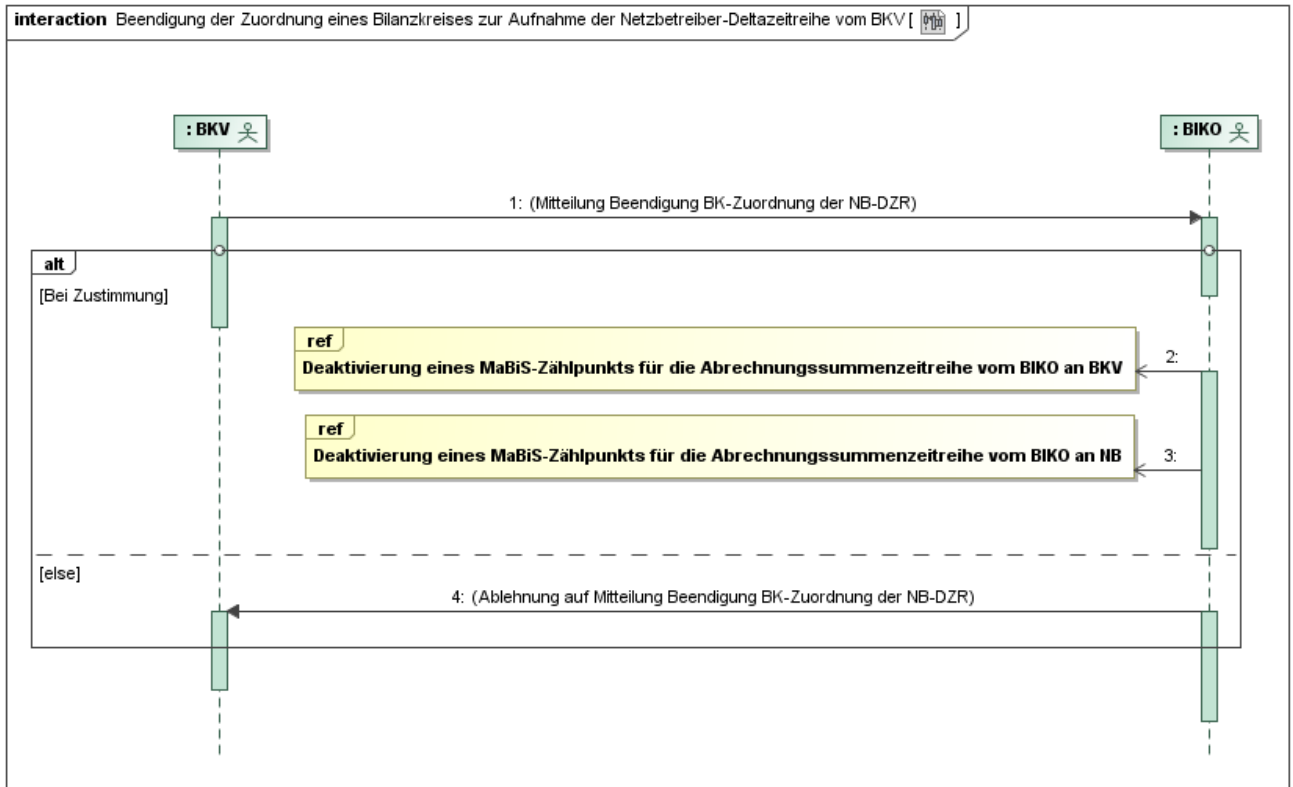 interaction Beendigung der Zuordnung eines Bilanzkreises zur Aufnahme der Netzbetreiber-Deltazeitreihe vom BKV [ ]
: BKV
: BIKO
1: (Mitteilung Beendigung BK-Zuordnung der NB-DZR)
alt
[Bei Zustimmung]
ref
Deaktivierung eines MaBiS-Zählpunkts für die Abrechnungssummenzeitreihe vom BIKO an BKV
2:
ref
Deaktivierung eines MaBiS-Zählpunkts für die Abrechnungssummenzeitreihe vom BIKO an NB
3:
[else]
4: (Ablehnung auf Mitteilung Beendigung BK-Zuordnung der NB-DZR)